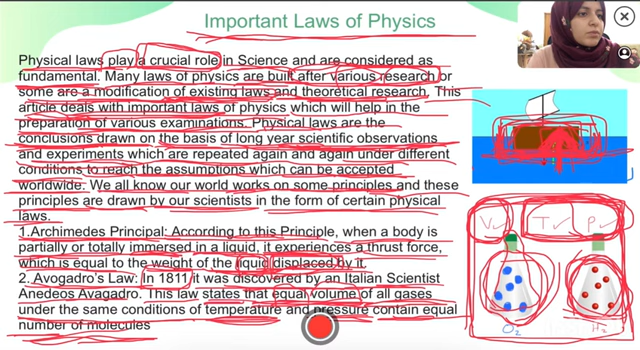 Important Laws of Physics
Physical laws play a crucial role in Science and are considered as
fundamental. Many laws of physics are built after various research or
some are a modification of existing laws and theoretical research. This
article deals with important laws of physics which will help in the
preparation of various examinations. Physical laws are the
conclusions drawn on the basis of long year scientific observations
and experiments which are repeated again and again under different
conditions to reach the assumptions which can be accepted
worldwide. We all know our world works on some principles and these
principles are drawn by our scientists in the form of certain physical
laws.
1.Archimedes Principal: According to this Principle, when a body is
partially or totally immersed in a liquid, it experiences a thrust force,
which is equal to the weight of the liquid displaced by it.
2. Avogadro's Law: In 1811 it was discovered by an Italian Scientist
Anedeos Avagadro. This law states that equal volume of all gases
under the same conditions of temperature and pressure contain equal
number of molecules
V T P
O2